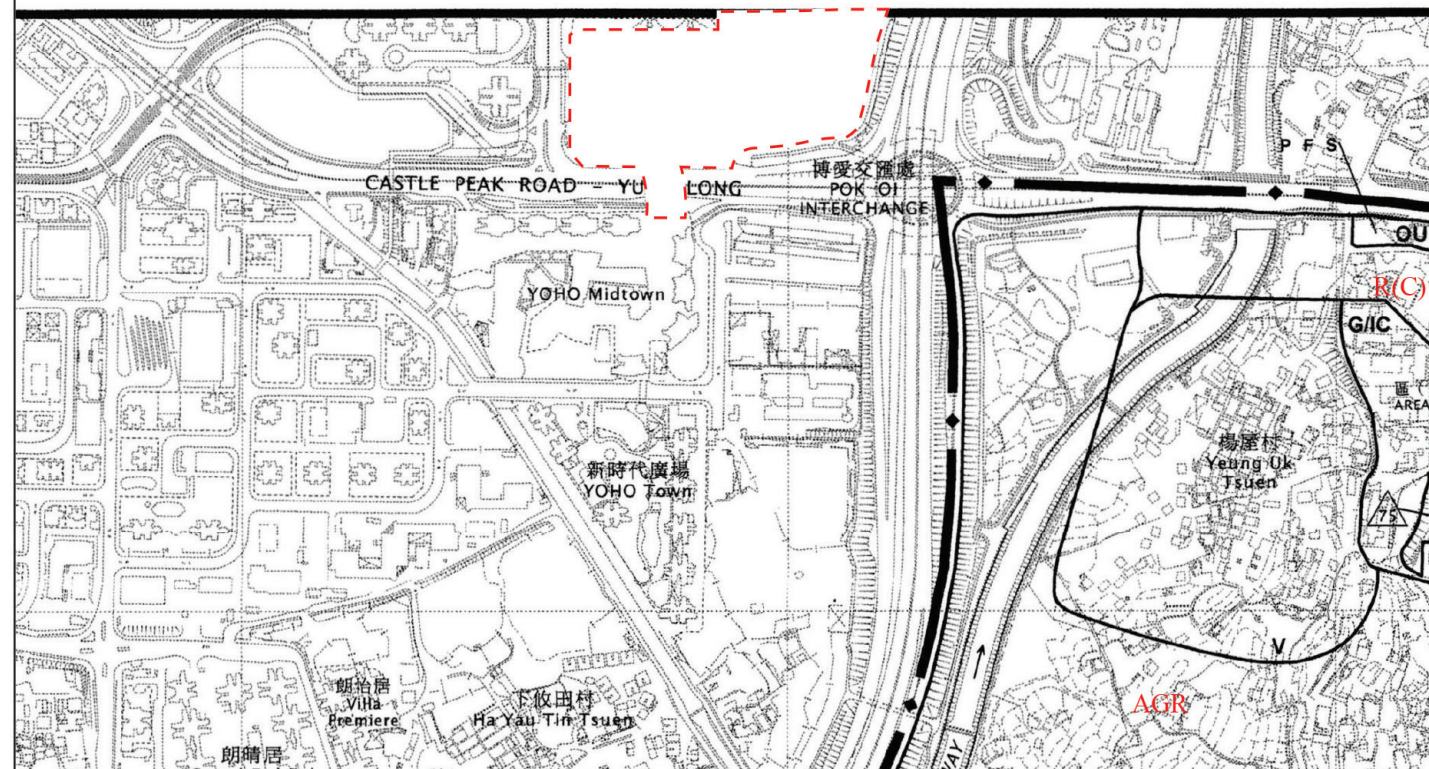 CASTLE PEAK ROAD - YU LONG
博愛交匯處
POK OI
INTERCHANGE
P F S
OU
R(C)
G/IC
YOHO Midtown
區
AREA
楊屋村
Yeung Uk
Tsuen
新時代廣場
YOHO Town
75
V
朗怡居
Villa
Premiere
下攸田村
Ha Yau Tin Tsuen
AGR
朗晴居
WAY